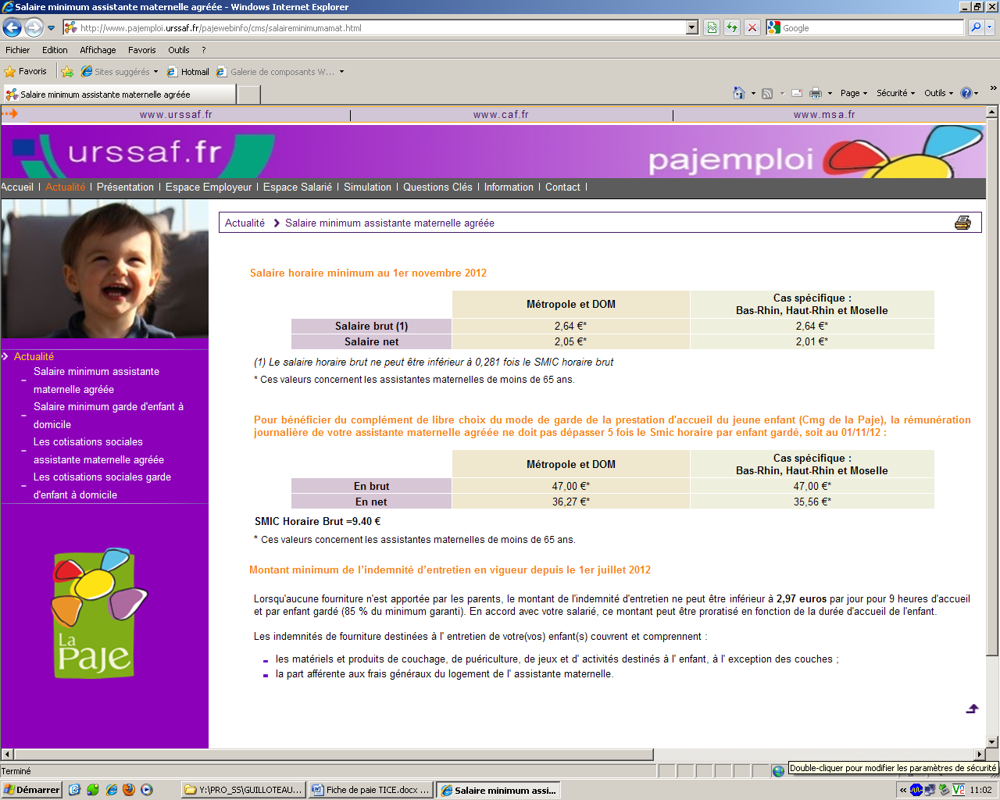 Salaire minimum assistante maternelle agréée - Windows Internet Explorer
http://www.pajemploi.urssaf.fr/pajewebinfo/cms/salaireminimumamat.html
Google
Fichier Edition Affichage Favoris Outils ?
Favoris Sites suggérés Hotmail Galerie de composants W...
Salaire minimum assistante maternelle agréée
Page Sécurité Outils »
www.urssaf.fr | www.caf.fr | www.msa.fr
urssaf.fr pajemploi
Accueil | Actualité | Présentation | Espace Employeur | Espace Salarié | Simulation | Questions Clés | Information | Contact |
Actualité > Salaire minimum assistante maternelle agréée
Actualité
Salaire minimum assistante
maternelle agréée
Salaire minimum garde d'enfant à
domicile
Les cotisations sociales
assistante maternelle agréée
Les cotisations sociales garde
d'enfant à domicile
La
Paje
Salaire horaire minimum au 1er novembre 2012
Métropole et DOM
Cas spécifique :
Bas-Rhin, Haut-Rhin et Moselle
Salaire brut (1) 2,64 €* 2,64 €*
Salaire net 2,05 €* 2,01 €*
(1) Le salaire horaire brut ne peut être inférieur à 0,281 fois le SMIC horaire brut
* Ces valeurs concernent les assistantes maternelles de moins de 65 ans.
Pour bénéficier du complément de libre choix du mode de garde de la prestation d'accueil du jeune enfant (Cmg de la Paje), la rémunération
journalière de votre assistante maternelle agréée ne doit pas dépasser 5 fois le Smic horaire par enfant gardé, soit au 01/11/12 :
Métropole et DOM
Cas spécifique :
Bas-Rhin, Haut-Rhin et Moselle
En brut 47,00 €* 47,00 €*
En net 36,27 €* 35,56 €*
SMIC Horaire Brut =9.40 €
* Ces valeurs concernent les assistantes maternelles de moins de 65 ans.
Montant minimum de l'indemnité d'entretien en vigueur depuis le 1er juillet 2012
Lorsqu'aucune fourniture n'est apportée par les parents, le montant de l'indemnité d'entretien ne peut être inférieur à 2,97 euros par jour pour 9 heures d'accueil
et par enfant gardé (85 % du minimum garanti). En accord avec votre salarié, ce montant peut être proratisé en fonction de la durée d'accueil de l'enfant.
Les indemnités de fourniture destinées à l' entretien de votre(vos) enfant(s) couvrent et comprennent :
les matériels et produits de couchage, de puériculture, de jeux et d' activités destinés à l' enfant, à l' exception des couches ;
la part afférente aux frais généraux du logement de l' assistante maternelle.
Terminé
Double-cliquer pour modifier les paramètres de sécurité
Démarrer Y:\PRO_SS\GUILLOTEAU... Fiche de paie TICE.docx ... Salaire minimum assi... « 11:02